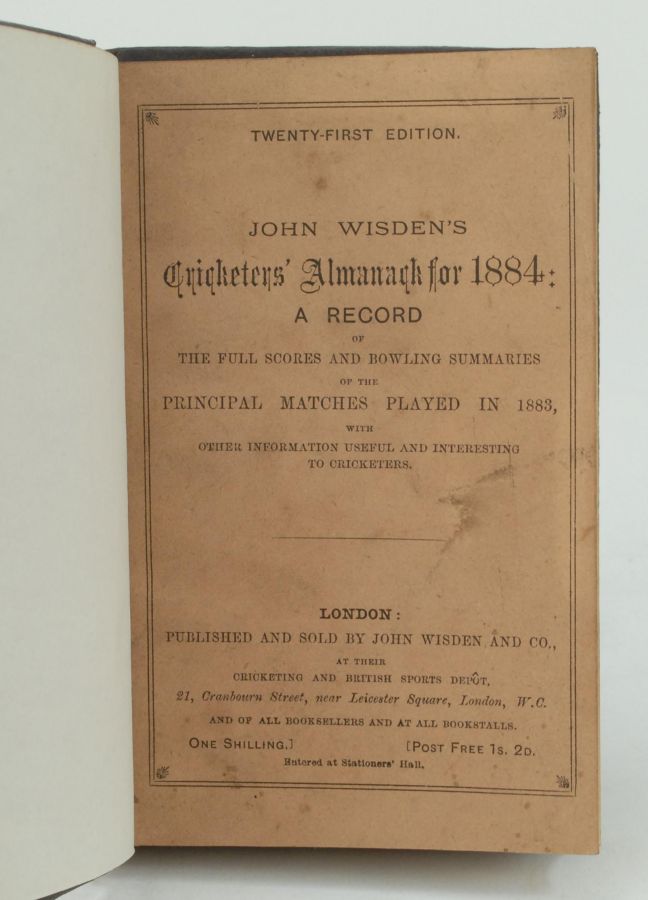 TWENTY-FIRST EDITION.
JOHN WISDEN'S
Cricketers' Almanack for 1884:
A RECORD
OF
THE FULL SCORES AND BOWLING SUMMARIES
OF THE
PRINCIPAL MATCHES PLAYED IN 1883,
WITH
OTHER INFORMATION USEFUL AND INTERESTING
TO CRICKETERS.
LONDON:
PUBLISHED AND SOLD BY JOHN WISDEN AND CO.,
AT THEIR
CRICKETING AND BRITISH SPORTS DEPÔT,
21, Cranbourn Street, near Leicester Square, London, W.C.
AND OF ALL BOOKSELLERS AND AT ALL BOOKSTALLS.
ONE SHILLING.] [POST FREE 1S. 2D.
Entered at Stationers' Hall.